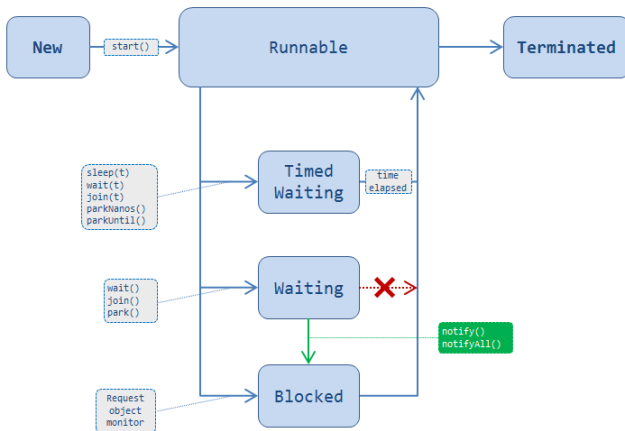 New
start()
Runnable
Terminated
sleep(t)
wait(t)
join(t)
parkNanos()
parkUntil()
Timed
Waiting
time
elapsed
wait()
join()
park()
Waiting
notify()
notifyAll()
Request
object
monitor
Blocked